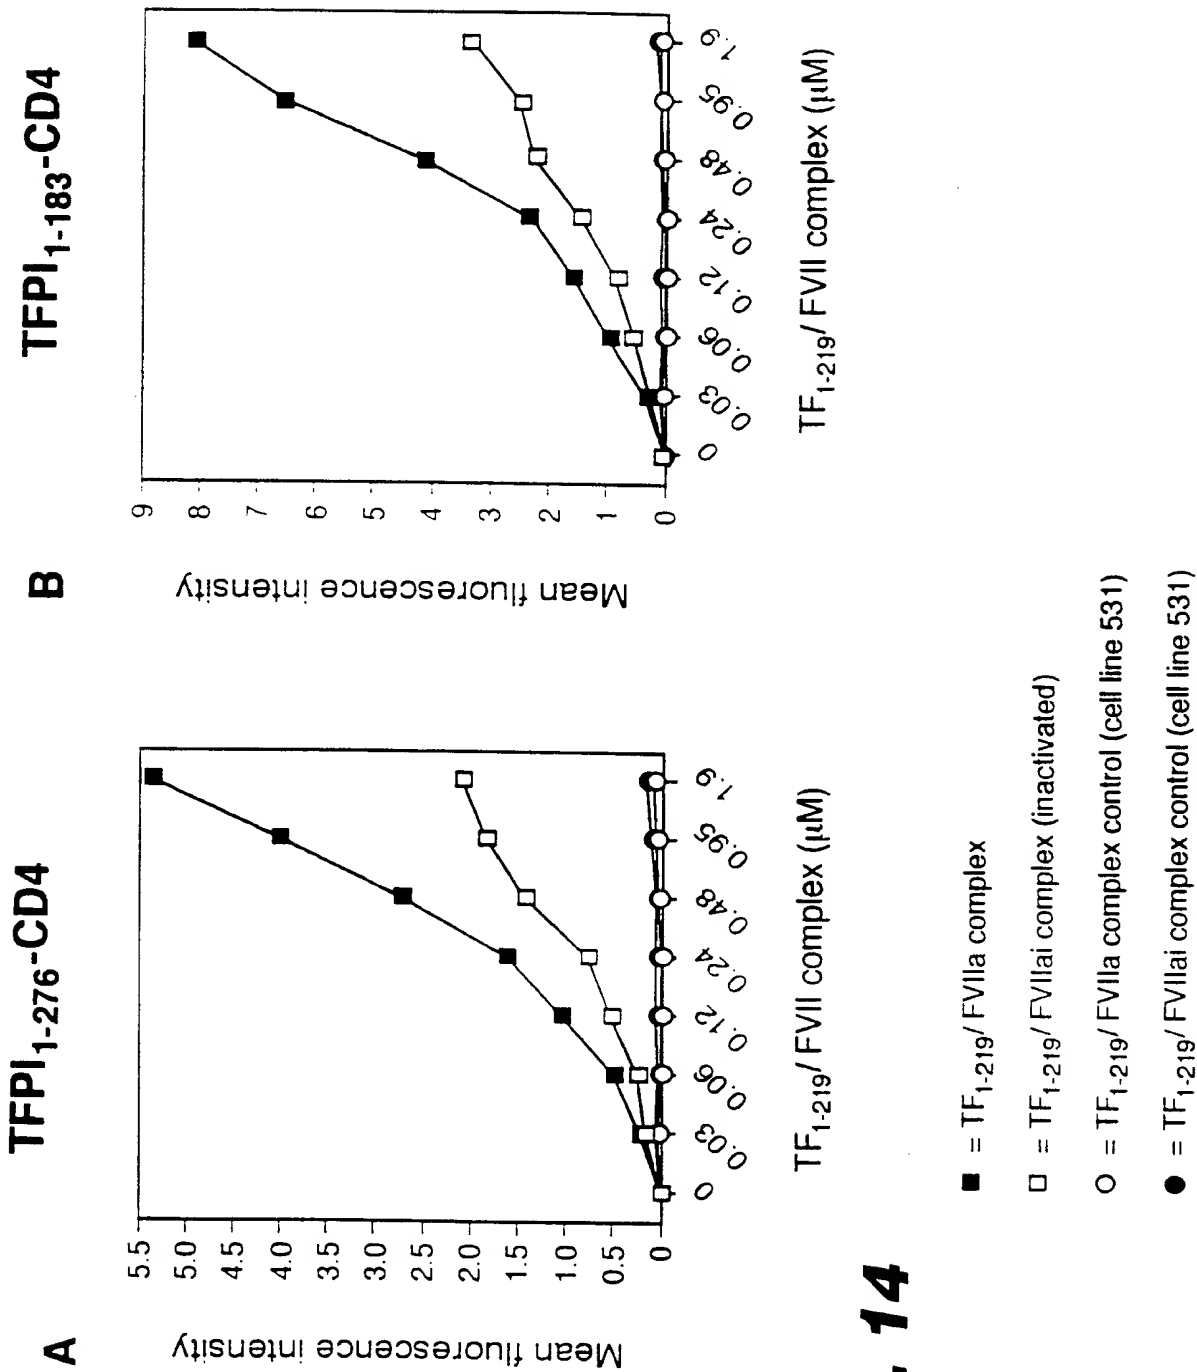 A
TFPI1-276-CD4
Mean fluorescence intensity
5.5
5.0
4.5
4.0
3.5
3.0
2.5
2.0
1.5
1.0
0.5
0
0 0.03 0.06 0.12 0.24 0.48 0.95 1.9
TF1-219/ FVII complex (μM)
B
TFPI1-183-CD4
Mean fluorescence intensity
9
8
7
6
5
4
3
2
1
0
0 0.03 0.06 0.12 0.24 0.48 0.95 1.9
TF1-219/ FVII complex (μM)
■ = TF1-219/ FVIIa complex
□ = TF1-219/ FVIIai complex (inactivated)
○ = TF1-219/ FVIIa complex control (cell line 531)
● = TF1-219/ FVIIai complex control (cell line 531)
14